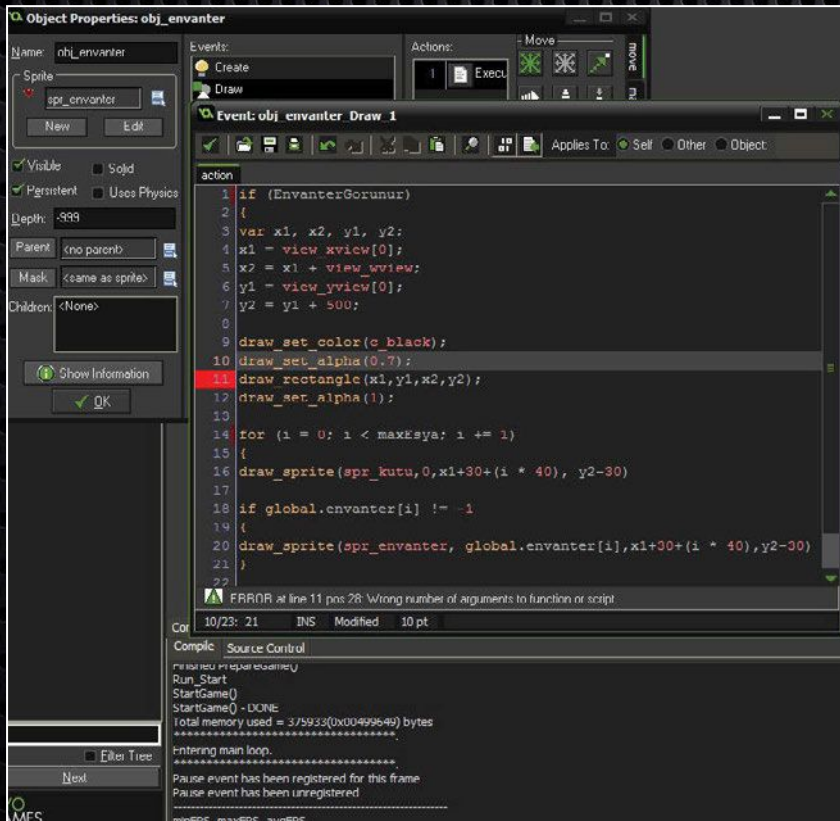 Object Properties: obj_envanter
Name: obj_envanter
Sprite
spr_envanter
New Edit
Visible Solid
Persistent Uses Physics
Depth: -999
Parent <no parent>
Mask <same as sprite>
Children: <None>
Show Information
OK
Events:
Create
Draw
Actions:
1 Execu
Move
move
Event: obj_envanter_Draw_1
Applies To: Self Other Object:
action
1 if (EnvanterGorunur)
2 {
3 var x1, x2, y1, y2;
4 x1 = view_xview[0];
5 x2 = x1 + view_wview;
6 y1 = view_yview[0];
7 y2 = y1 + 500;
8
9 draw_set_color(c_black);
10 draw_set_alpha(0.7);
11 draw_rectangle(x1,y1,x2,y2);
12 draw_set_alpha(1);
13
14 for (i = 0; i < maxEsya; i += 1)
15 {
16 draw_sprite(spr_kutu,0,x1+30+(i * 40), y2-30)
17
18 if global.envanter[i] != -1
19 {
20 draw_sprite(spr_envanter, global.envanter[i],x1+30+(i * 40),y2-30)
21 }
22
ERROR at line 11 pos 28: Wrong number of arguments to function or script
10/23: 21 INS Modified 10 pt
Compile Source Control
Finished PrepareGame()
Run_Start
StartGame()
StartGame() - DONE
Total memory used = 375933(0x00499649) bytes
**********************************.
Entering main loop.
**********************************.
Pause event has been registered for this frame
Pause event has been unregistered
Filter Tree
Next